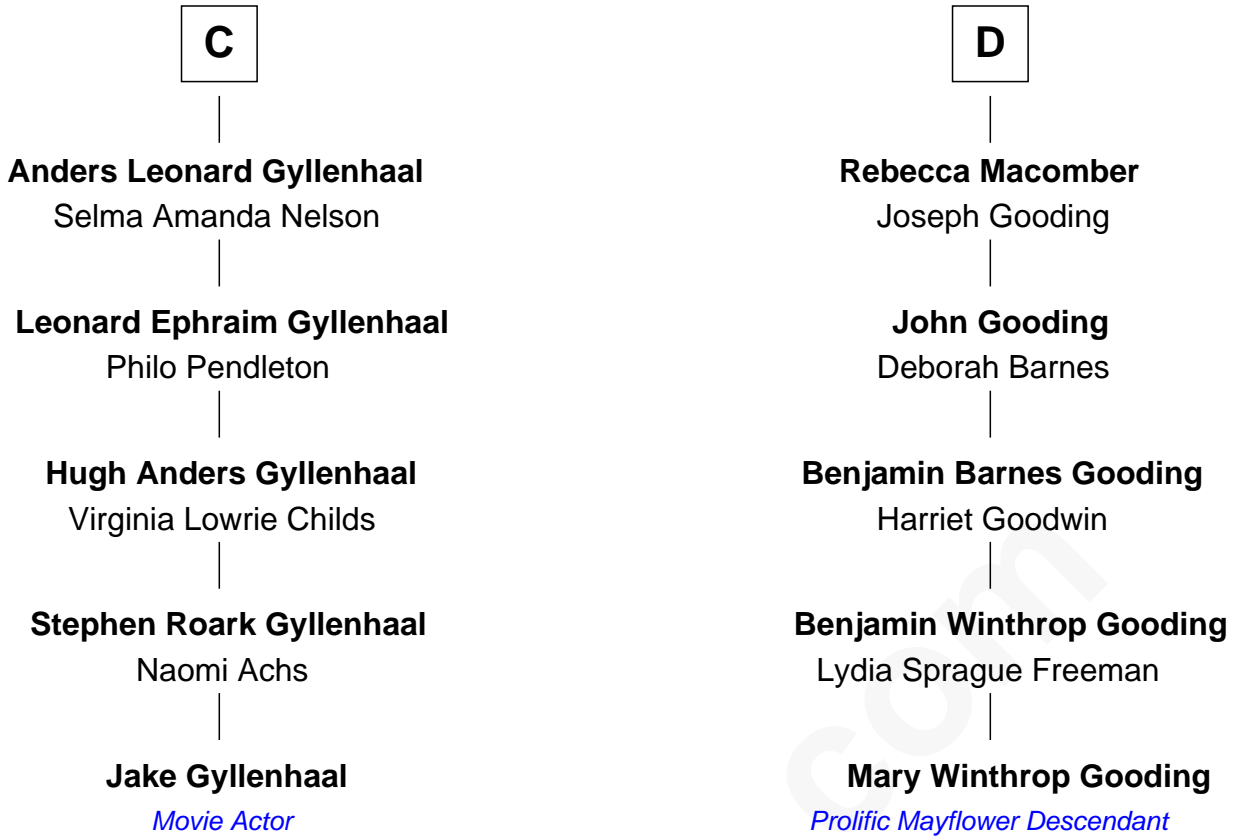 C
Anders Leonard Gyllenhaal
Selma Amanda Nelson
Leonard Ephraim Gyllenhaal
Philo Pendleton
Hugh Anders Gyllenhaal
Virginia Lowrie Childs
Stephen Roark Gyllenhaal
Naomi Achs
Jake Gyllenhaal
Movie Actor
D
Rebecca Macomber
Joseph Gooding
John Gooding
Deborah Barnes
Benjamin Barnes Gooding
Harriet Goodwin
Benjamin Winthrop Gooding
Lydia Sprague Freeman
Mary Winthrop Gooding
Prolific Mayflower Descendant
com